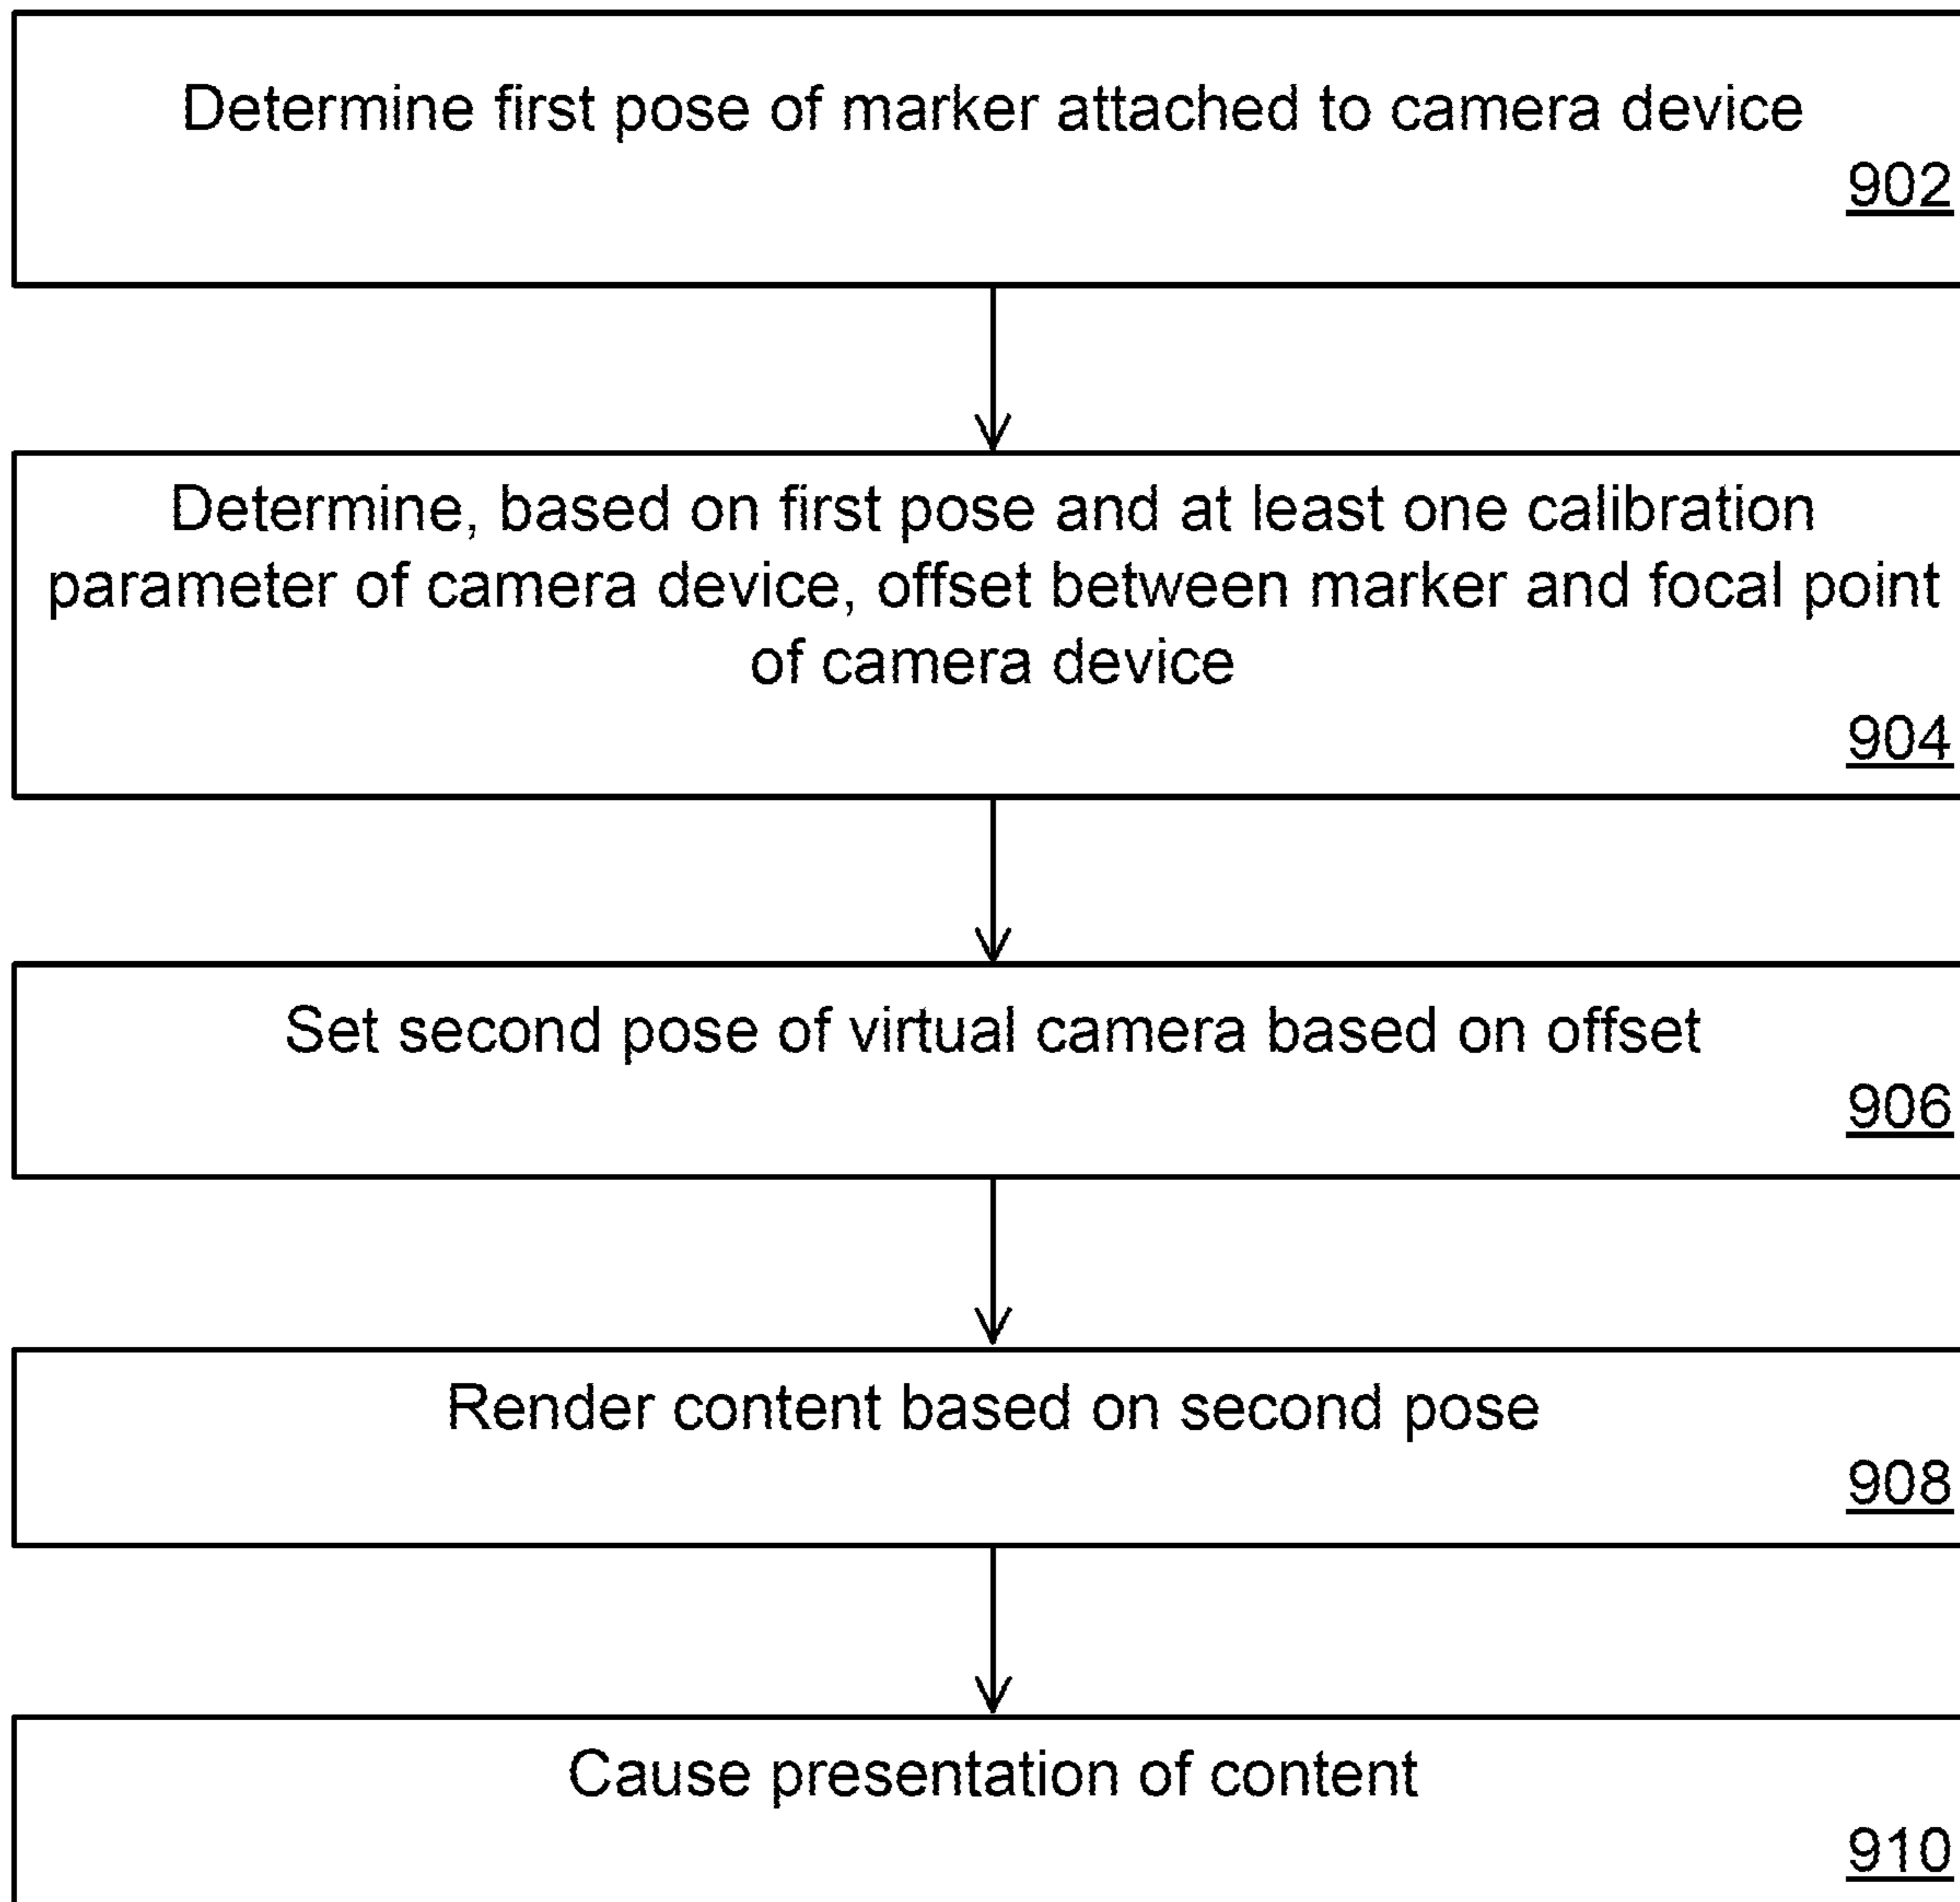 Determine first pose of marker attached to camera device
902
Determine, based on first pose and at least one calibration
parameter of camera device, offset between marker and focal point
of camera device
904
Set second pose of virtual camera based on offset
906
Render content based on second pose
908
Cause presentation of content
910